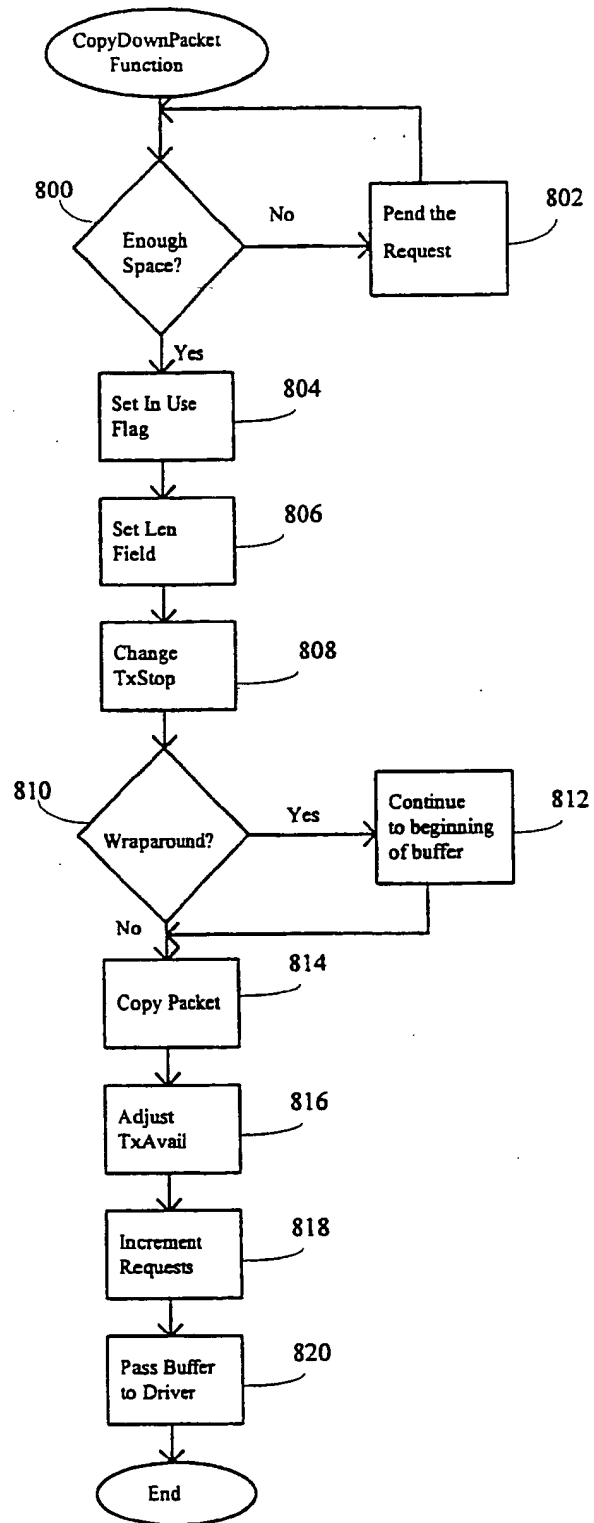 CopyDownPacket
Function
800
Enough
Space?
No
Pend the
Request
802
Yes
Set In Use
Flag
804
Set Len
Field
806
Change
TxStop
808
810
Wraparound?
Yes
Continue
to beginning
of buffer
812
No
Copy Packet
814
Adjust
TxAvail
816
Increment
Requests
818
Pass Buffer
to Driver
820
End